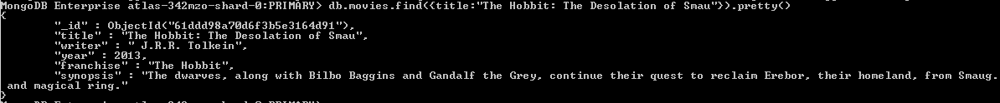 MongoDB Enterprise atlas-342mzo-shard-0:PRIMARY> db.movies.find({title:"The Hobbit: The Desolation of Smau"}).pretty()
{
"_id" : ObjectId("61ddd98a70d6f3b5e3164d91"),
"title" : "The Hobbit: The Desolation of Smau",
"writer" : " J.R.R. Tolkein",
"year" : 2013,
"franchise" : "The Hobbit",
"synopsis" : "The dwarves, along with Bilbo Baggins and Gandalf the Grey, continue their quest to reclaim Erebor, their homeland, from Smaug.
and magical ring."
}